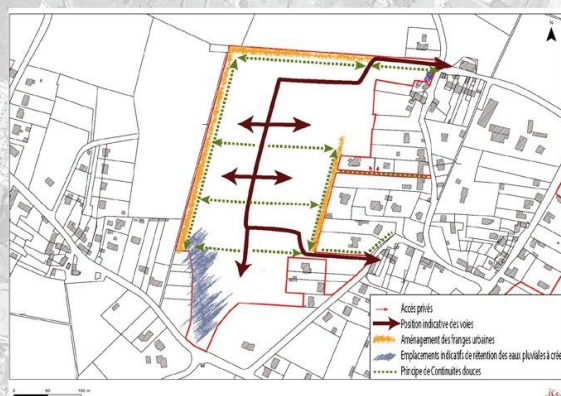 N
Accès privés
Position indicative des voies
Aménagement des franges urbaines
Emplacements indicatifs de rétention des eaux pluviales à crée
Principe de Continuités douces